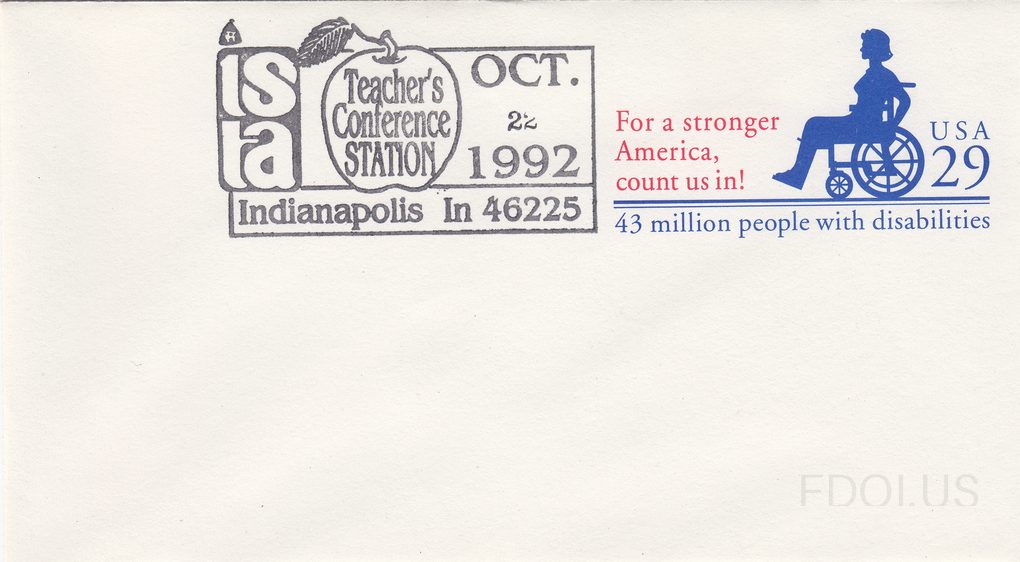 ista
Teacher's
Conference
STATION
OCT.
22
1992
Indianapolis In 46225
For a stronger
America,
count us in!
USA
29
43 million people with disabilities
FDOI.US